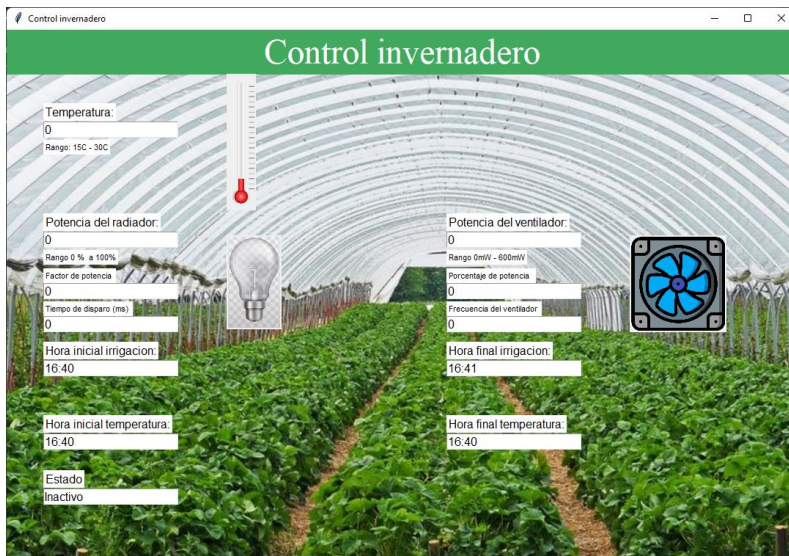 Control invernadero
Control invernadero
Temperatura:
0
Rango: 15C - 30C
Potencia del radiador:
0
Rango 0 % a 100%
Factor de potencia
0
Tiempo de disparo (ms)
0
Potencia del ventilador:
0
Rango 0mW - 600mW
Porcentaje de potencia
0
Frecuencia del ventilador
0
Hora inicial irrigacion:
16:40
Hora final irrigacion:
16:41
Hora inicial temperatura:
16:40
Hora final temperatura:
16:40
Estado
Inactivo